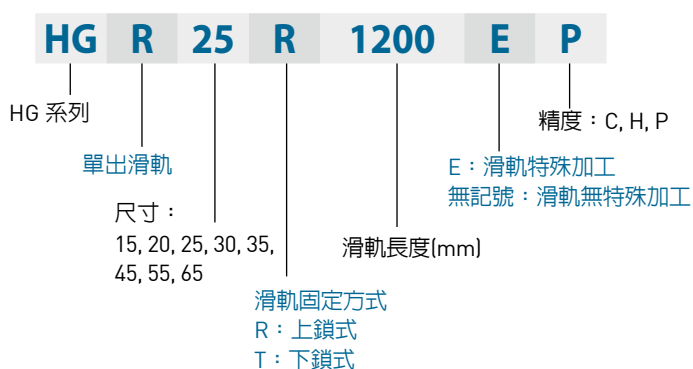 HG R 25 R 1200 E P
HG 系列
精度：C, H, P
單出滑軌
E：滑軌特殊加工
無記號：滑軌無特殊加工
尺寸：
15, 20, 25, 30, 35,
45, 55, 65
滑軌長度(mm)
滑軌固定方式
R：上鎖式
T：下鎖式